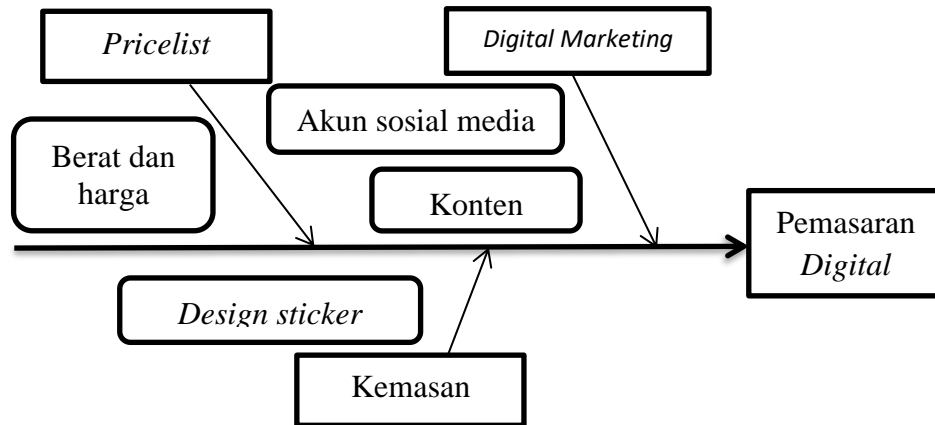 Pricelist
Digital Marketing
Akun sosial media
Berat dan
harga
Konten
Pemasaran
Digital
Design sticker
Kemasan